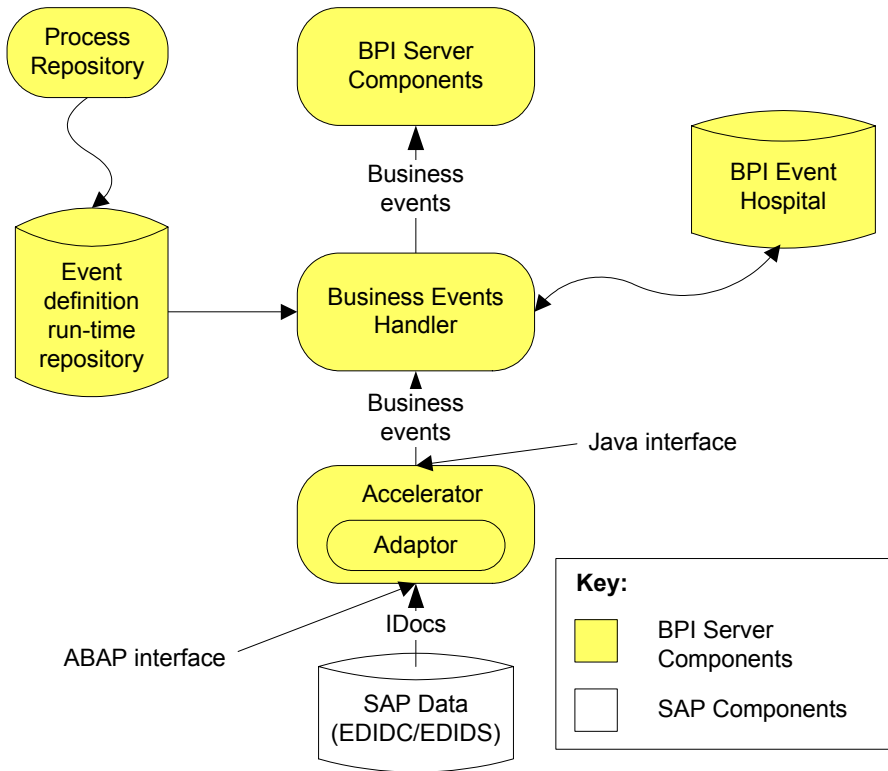 Process
Repository
BPI Server
Components
BPI Event
Hospital
Business
events
Event
definition
run-time
repository
Business Events
Handler
Business
events
Java interface
Accelerator
Adaptor
ABAP interface
IDocs
SAP Data
(EDIDC/EDIDS)
Key:
BPI Server
Components
SAP Components